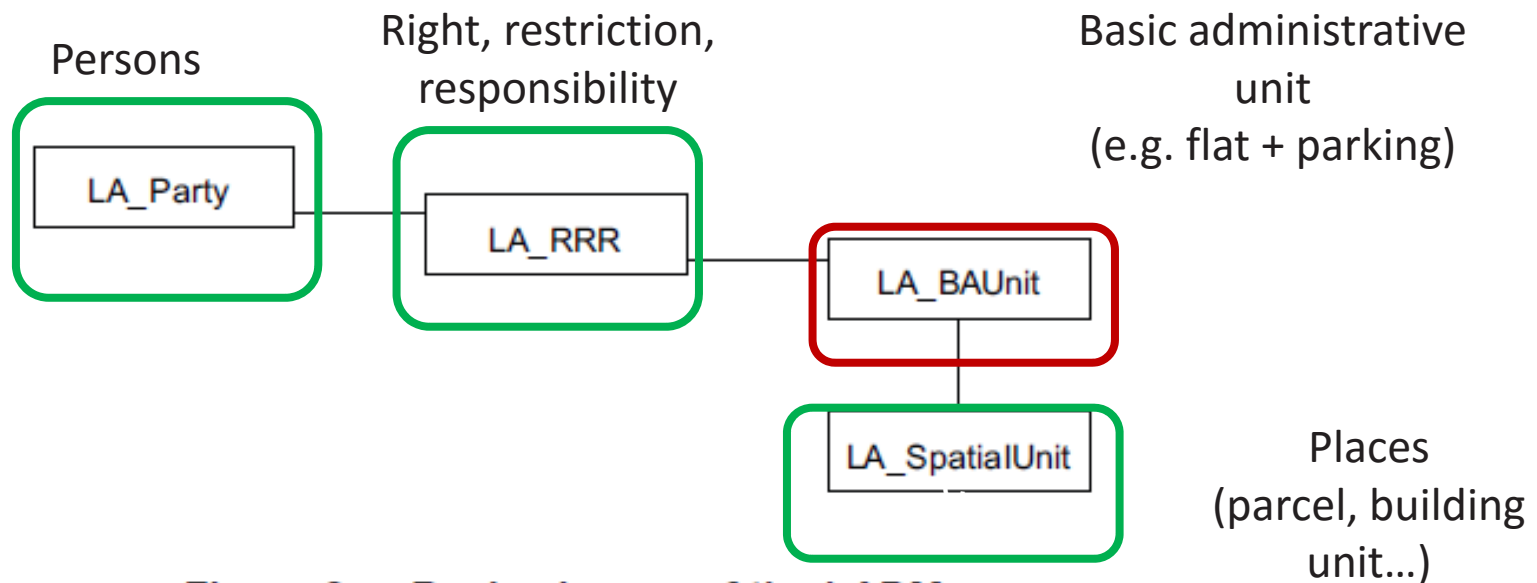 Persons
Right, restriction,
responsibility
Basic administrative
unit
(e.g. flat + parking)
LA_Party
LA_RRR
LA_BAUnit
LA_SpatialUnit
Places
(parcel, building
unit…)